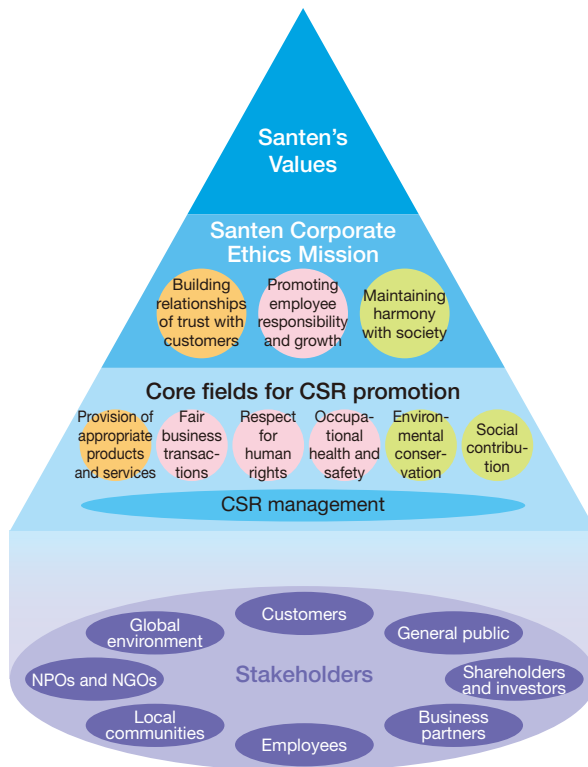 Santen's
Values
Santen Corporate
Ethics Mission
Building
relationships
of trust with
customers
Promoting
employee
responsibility
and growth
Maintaining
harmony
with society
Core fields for CSR promotion
Provision of
appropriate
products
and services
Fair
business
transac-
tions
Respect
for
human
rights
Occupa-
tional
health and
safety
Environ-
mental
conser-
vation
Social
contribu-
tion
CSR management
Customers
Global
environment
General public
NPOs and NGOs
Stakeholders
Shareholders
and investors
Local
communities
Business
partners
Employees